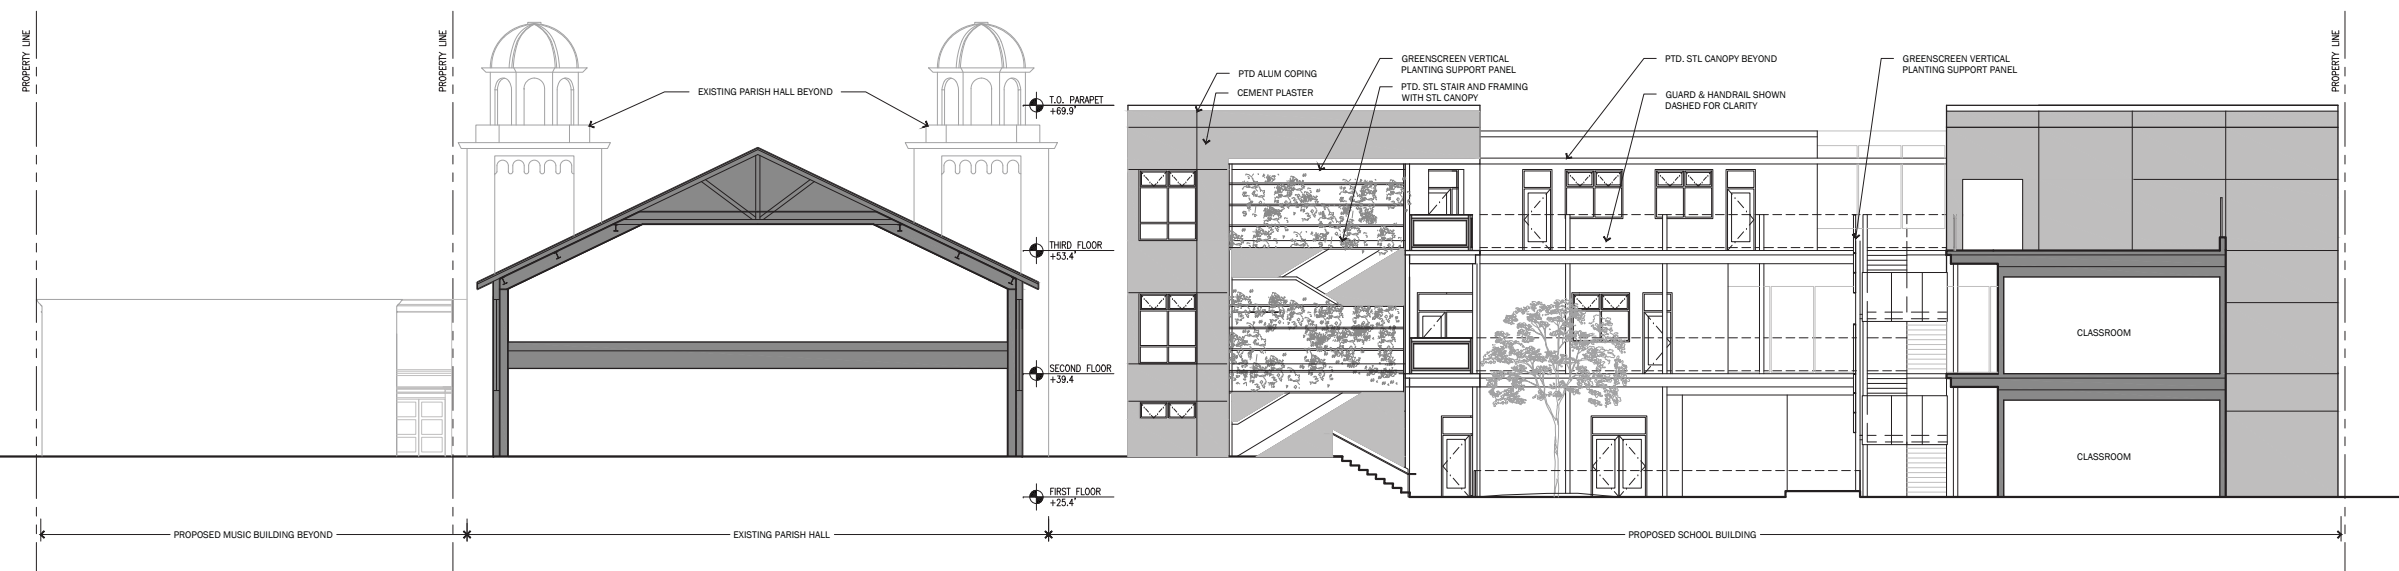 PROPERTY LINE
PROPERTY LINE
EXISTING PARISH HALL BEYOND
T.O. PARAPET
+69.9'
THIRD FLOOR
+53.4'
SECOND FLOOR
+39.4
FIRST FLOOR
+25.4'
PTD ALUM COPING
CEMENT PLASTER
GREENSCREEN VERTICAL
PLANTING SUPPORT PANEL
PTD. STL STAIR AND FRAMING
WITH STL CANOPY
PTD. STL CANOPY BEYOND
GUARD & HANDRAIL SHOWN
DASHED FOR CLARITY
GREENSCREEN VERTICAL
PLANTING SUPPORT PANEL
PROPERTY LINE
CLASSROOM
CLASSROOM
PROPOSED MUSIC BUILDING BEYOND
EXISTING PARISH HALL
PROPOSED SCHOOL BUILDING